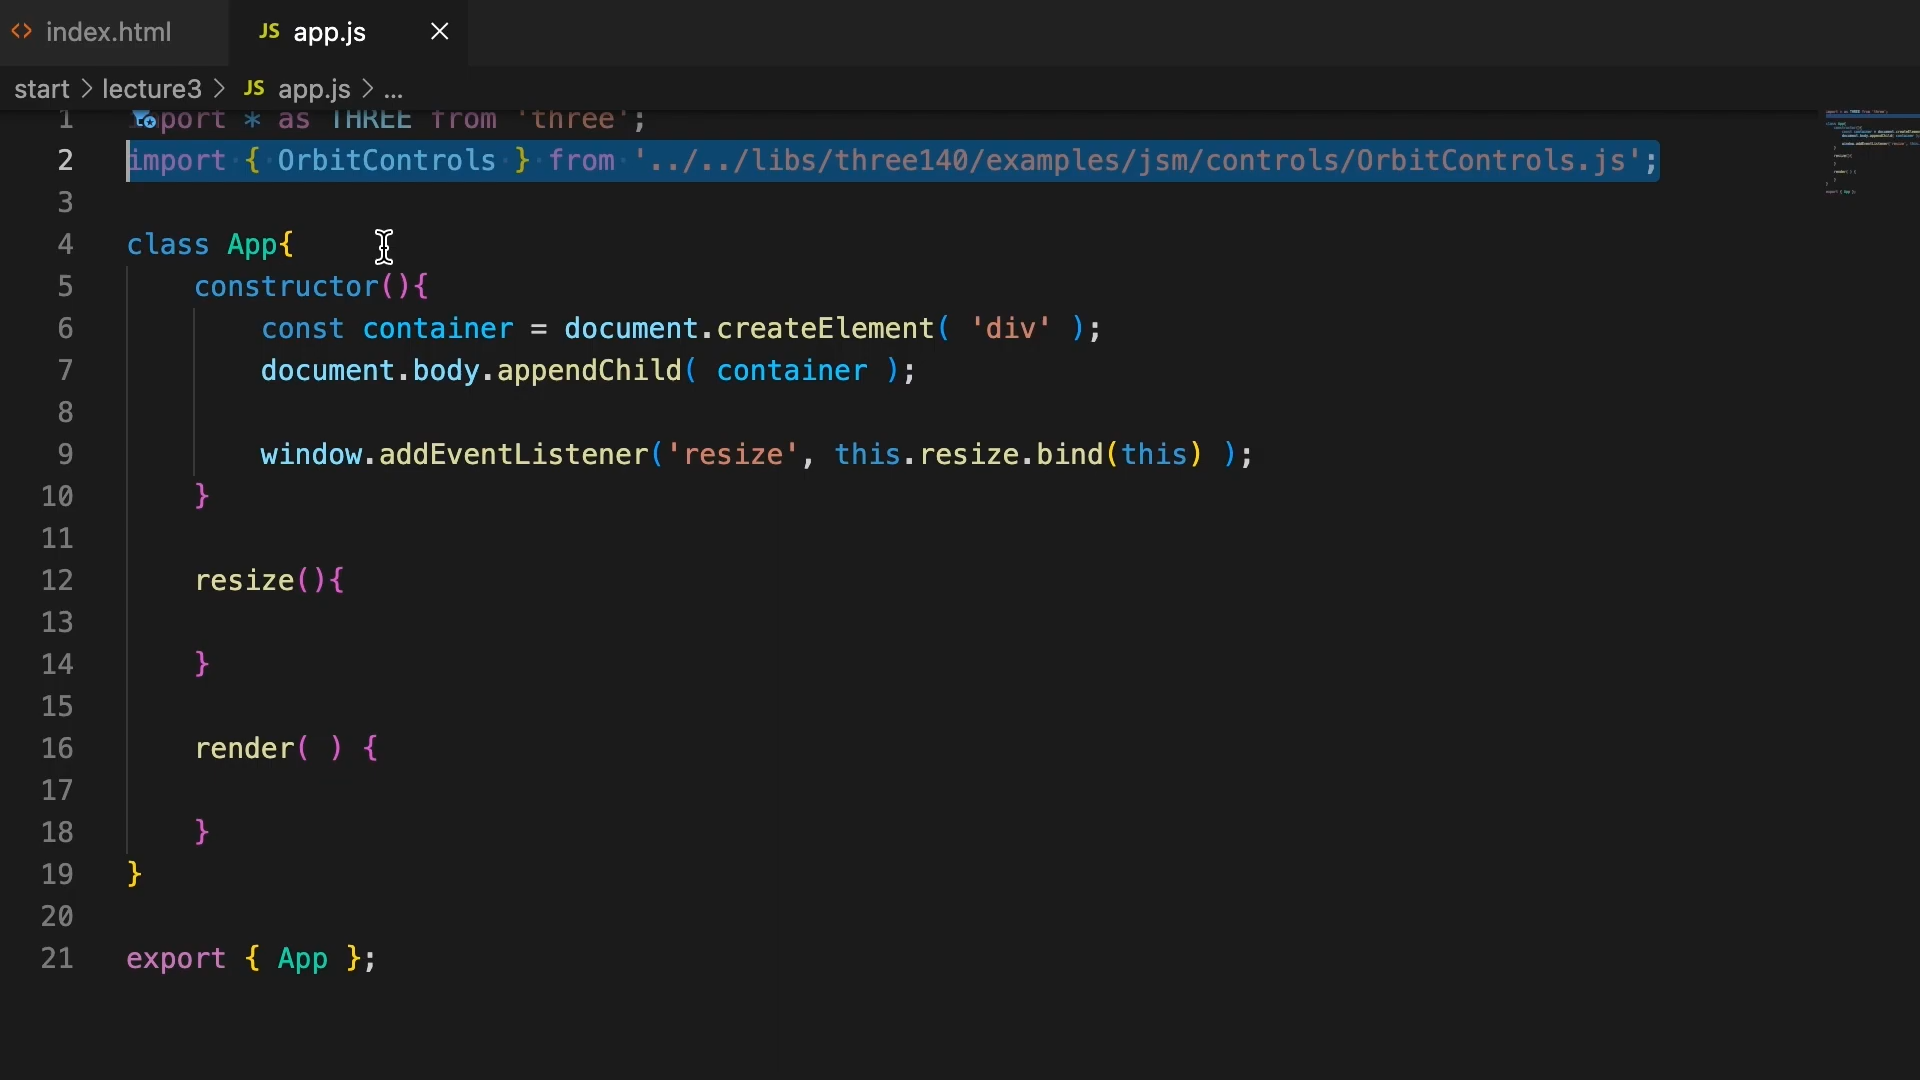 <> index.html JS app.js ×
start > lecture3 > JS app.js > ...
1 import * as THREE from 'three';
2 import { OrbitControls } from '../../libs/three140/examples/jsm/controls/OrbitControls.js';
3
4 class App{
5 constructor(){
6 const container = document.createElement( 'div' );
7 document.body.appendChild( container );
8
9 window.addEventListener('resize', this.resize.bind(this) );
10 }
11
12 resize(){
13
14 }
15
16 render( ) {
17
18 }
19 }
20
21 export { App };